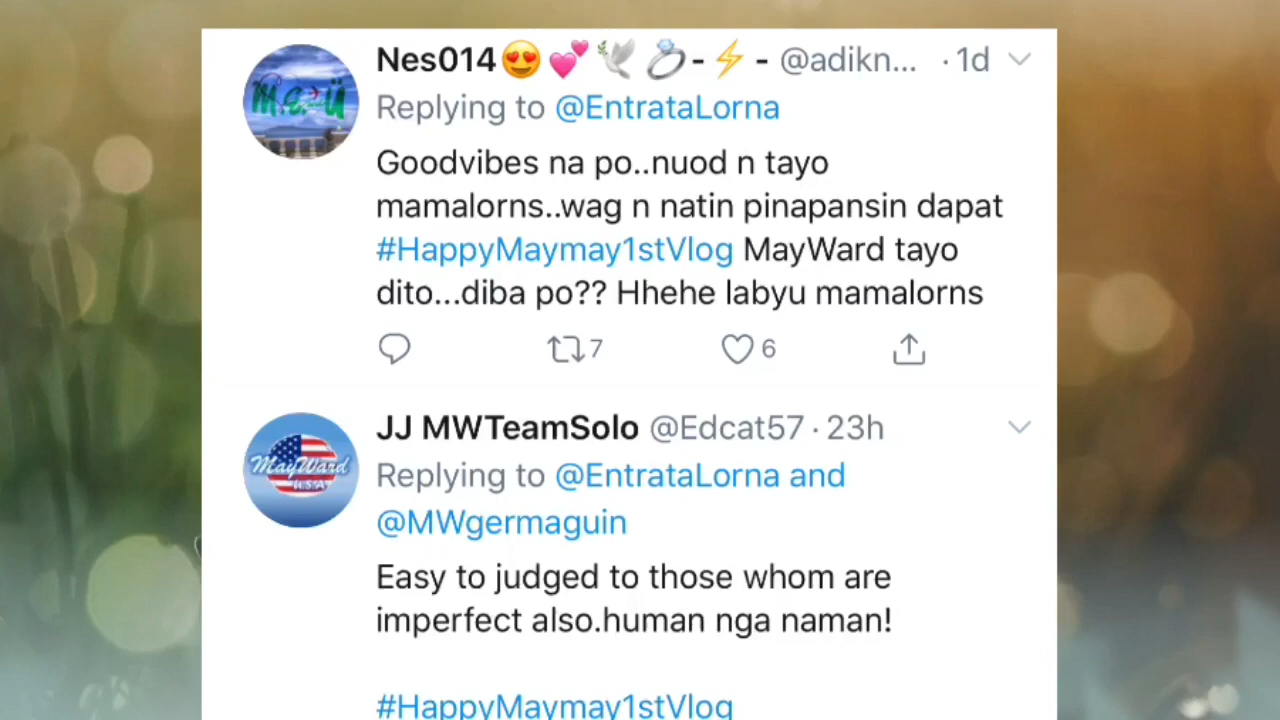 Nes014😍💕🕊💍-⚡- @adikn... · 1d
Replying to @EntrataLorna
Goodvibes na po..nuod n tayo
mamalorns..wag n natin pinapansin dapat
#HappyMaymay1stVlog MayWard tayo
dito...diba po?? Hhehe labyu mamalorns
7 6
JJ MWTeamSolo @Edcat57 · 23h
MayWard
U.S.A
Replying to @EntrataLorna and
@MWgermaguin
Easy to judged to those whom are
imperfect also.human nga naman!
#HappyMaymay1stVlog